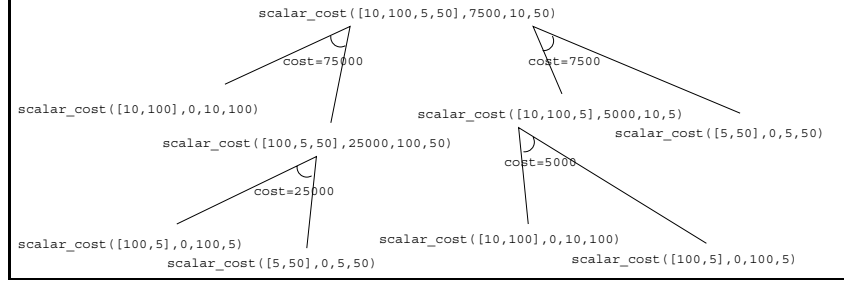 scalar_cost([10,100,5,50],7500,10,50)
cost=75000
cost=7500
scalar_cost([10,100],0,10,100)
scalar_cost([10,100,5],5000,10,5)
scalar_cost([5,50],0,5,50)
scalar_cost([100,5,50],25000,100,50)
cost=5000
cost=25000
scalar_cost([100,5],0,100,5)
scalar_cost([10,100],0,10,100)
scalar_cost([5,50],0,5,50)
scalar_cost([100,5],0,100,5)